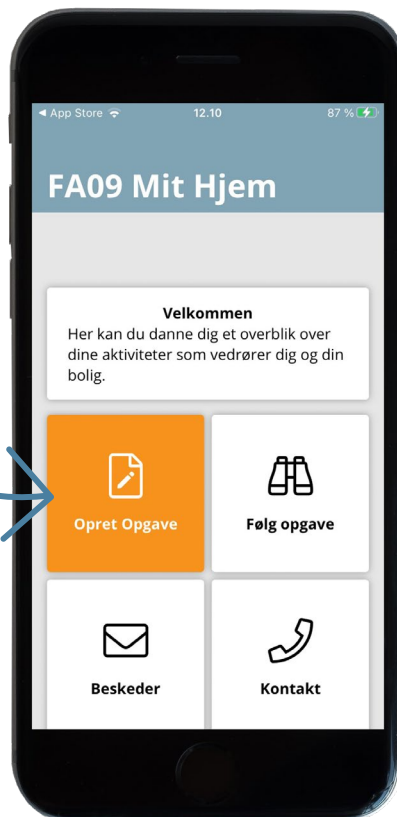 App Store 12.10 87 %
FA09 Mit Hjem
Velkommen
Her kan du danne dig et overblik over
dine aktiviteter som vedrører dig og din
bolig.
Opret Opgave Følg opgave
Beskeder Kontakt